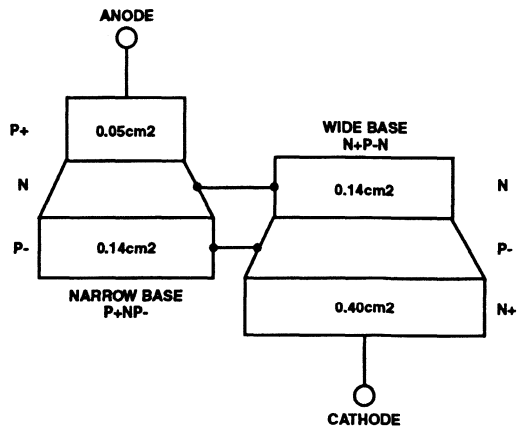 ANODE
P+
0.05cm2
N
P-
0.14cm2
NARROW BASE
P+NP-
WIDE BASE
N+P-N
0.14cm2
N
P-
0.40cm2
N+
CATHODE